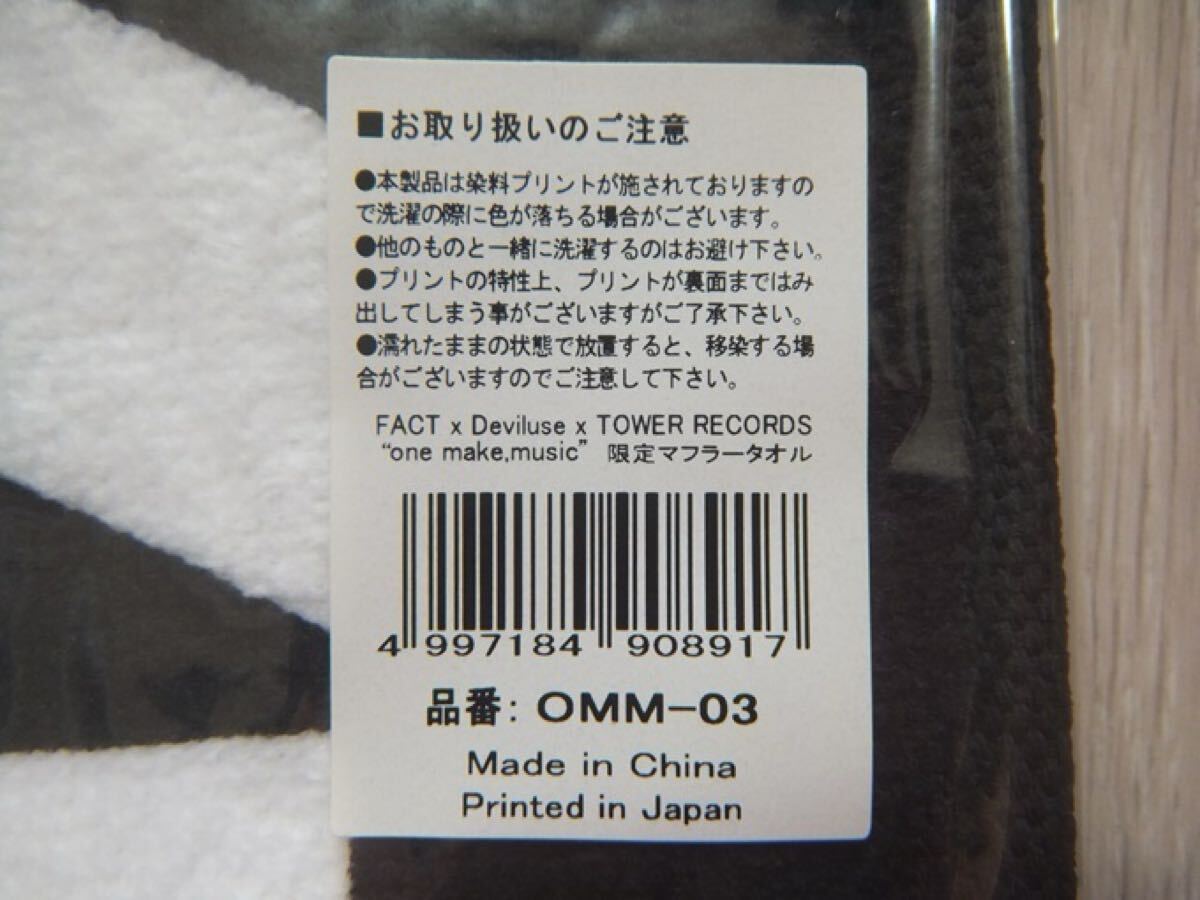 ■お取り扱いのご注意
●本製品は染料プリントが施されておりますの
で洗濯の際に色が落ちる場合がございます。
●他のものと一緒に洗濯するのはお避け下さい。
●プリントの特性上、プリントが裏面まではみ
出してしまう事がございますがご了承下さい。
●濡れたままの状態で放置すると、移染する場
合がございますのでご注意して下さい。
FACT x Deviluse x TOWER RECORDS
“one make,music” 限定マフラータオル
4 997184 908917
品番: OMM-03
Made in China
Printed in Japan